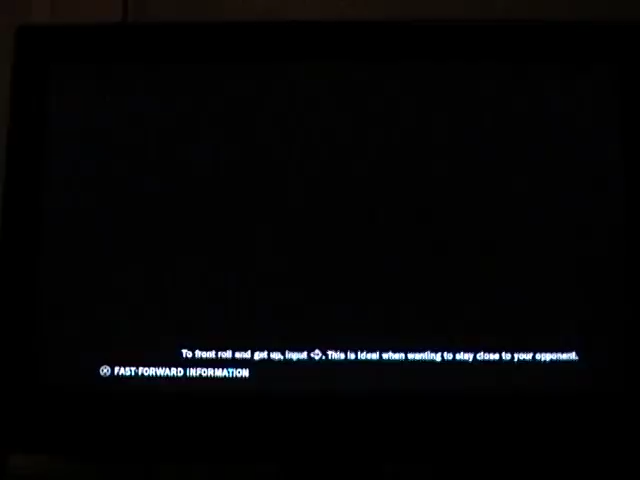 To front roll and get up, input ➩. This is ideal when wanting to stay close to your opponent.
ⓧ FAST-FORWARD INFORMATION